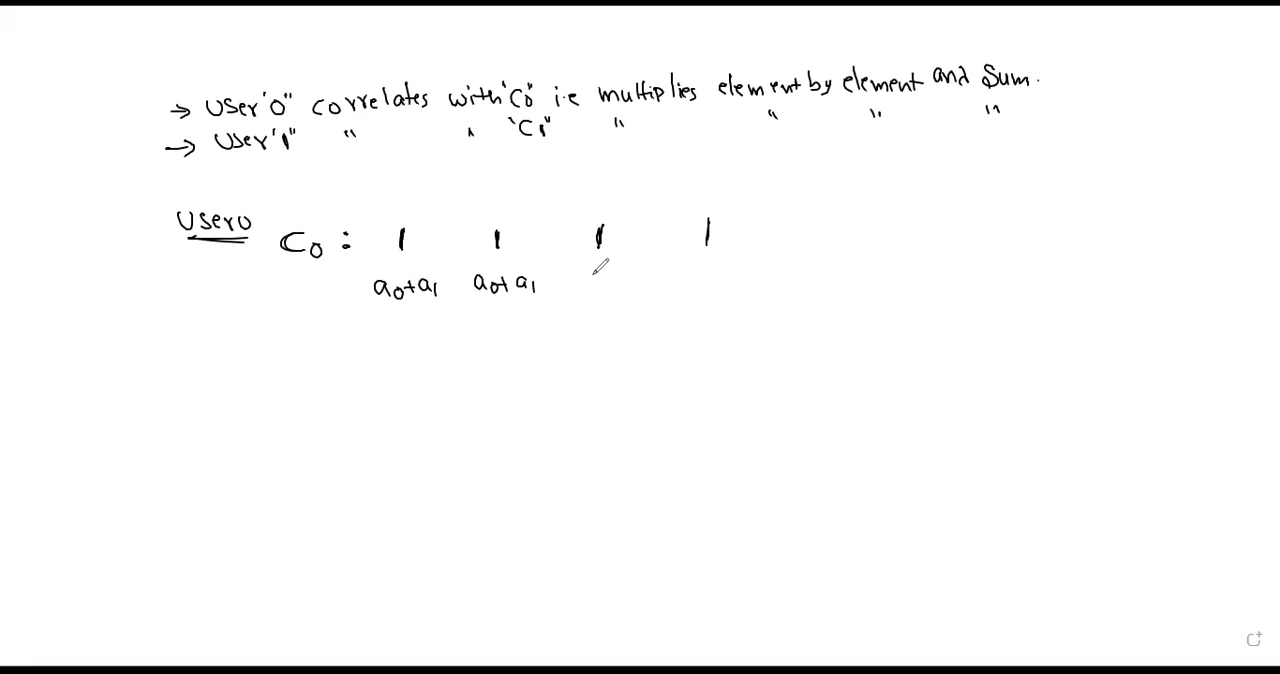 → User "0" correlates with "C0" i.e multiplies element by element and Sum.
→ User "1" " " "C1" " " " "
User0 C0 : 1 1 1 1
a0+a1 a0+a1